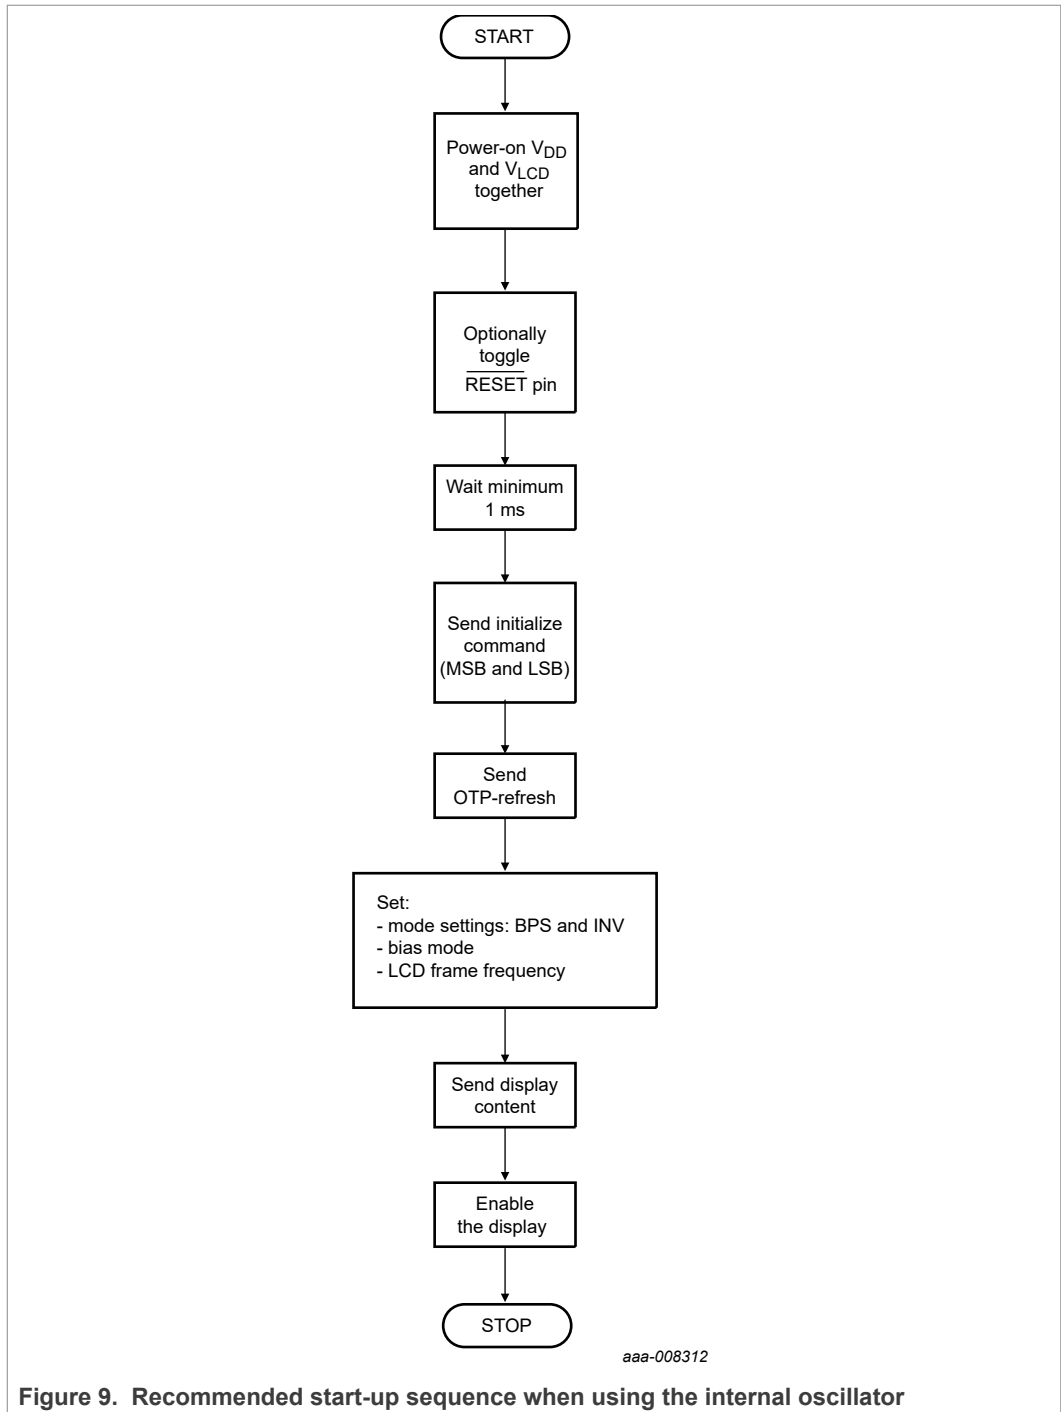 START
Power-on VDD
and VLCD
together
Optionally
toggle
RESET pin
Wait minimum
1 ms
Send initialize
command
(MSB and LSB)
Send
OTP-refresh
Set:
- mode settings: BPS and INV
- bias mode
- LCD frame frequency
Send display
content
Enable
the display
STOP
aaa-008312
Figure 9. Recommended start-up sequence when using the internal oscillator